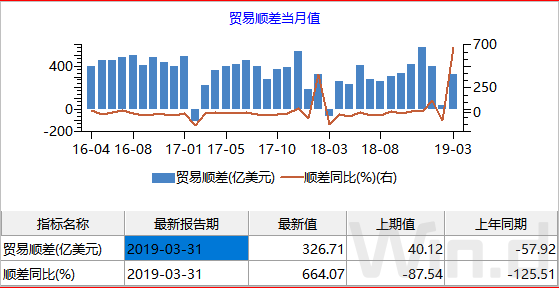 贸易顺差当月值
700
400
250
0
0
-200
16-04 16-08 17-01 17-05 17-10 18-03 18-08 19-03
贸易顺差(亿美元) 顺差同比(%)(右)
指标名称 最新报告期 最新值 上期值 上年同期
贸易顺差(亿美元) 2019-03-31 326.71 40.12 -57.92
顺差同比(%) 2019-03-31 664.07 -87.54 -125.51
Win.d